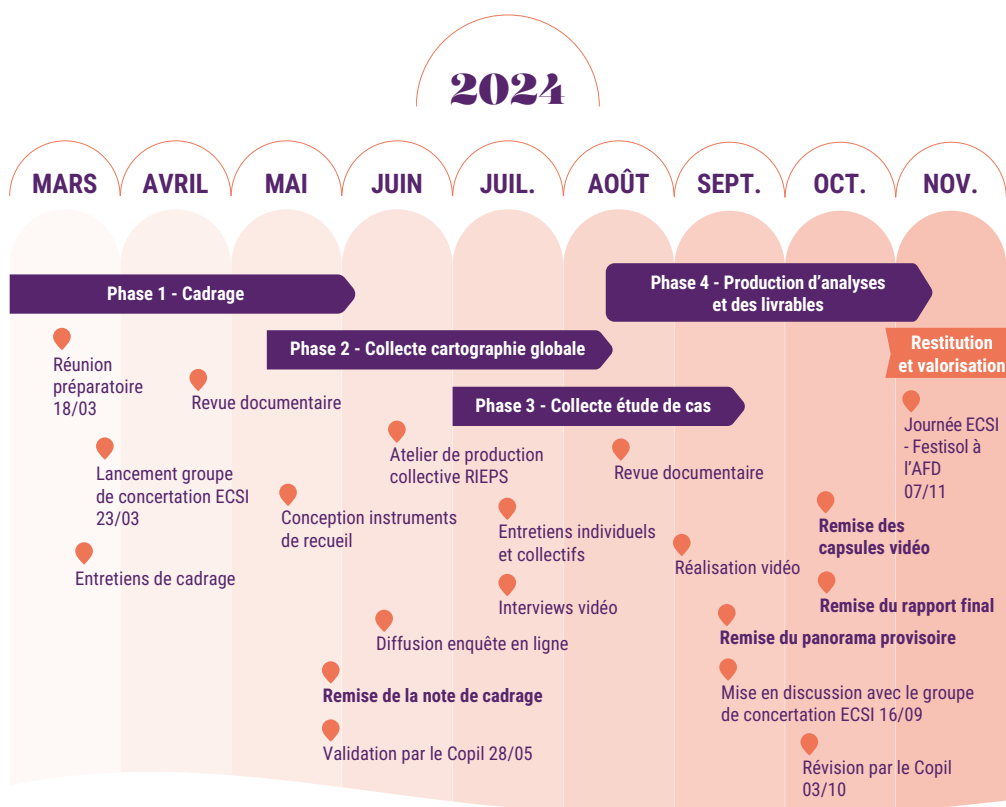 2024
MARS
AVRIL
MAI
JUIN
JUIL.
AOÛT
SEPT.
OCT.
NOV.
Phase 1 - Cadrage
Phase 4 - Production d’analyses
et des livrables
Phase 2 - Collecte cartographie globale
Restitution
et valorisation
Phase 3 - Collecte étude de cas
Réunion
préparatoire
18/03
Revue documentaire
Lancement groupe
de concertation ECSI
23/03
Entretiens de cadrage
Conception instruments
de recueil
Atelier de production
collective RIEPS
Diffusion enquête en ligne
Remise de la note de cadrage
Validation par le Copil 28/05
Entretiens individuels
et collectifs
Interviews vidéo
Revue documentaire
Réalisation vidéo
Remise du panorama provisoire
Mise en discussion avec le groupe
de concertation ECSI 16/09
Révision par le Copil
03/10
Remise des
capsules vidéo
Remise du rapport final
Journée ECSI
- Festisol à
l’AFD
07/11